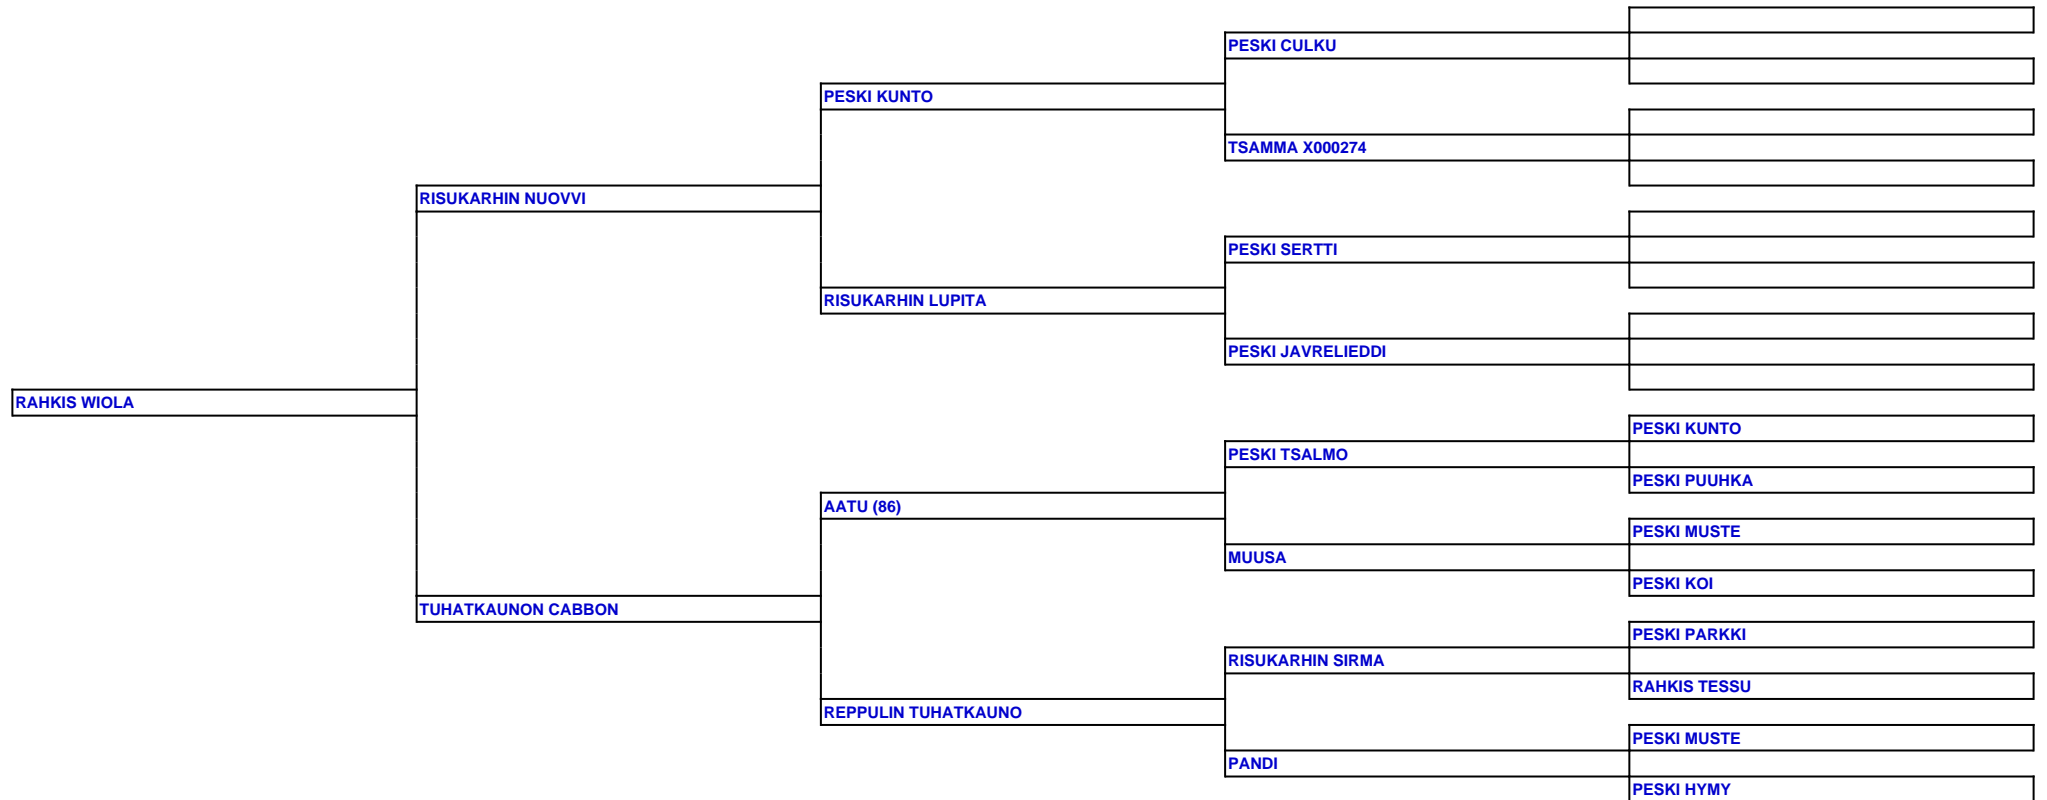 PESKI CULKU
PESKI KUNTO
TSAMMA X000274
RISUKARHIN NUOVVI
PESKI SERTTI
RISUKARHIN LUPITA
PESKI JAVRELIEDDI
RAHKIS WIOLA
PESKI KUNTO
PESKI TSALMO
PESKI PUUHKA
AATU (86)
PESKI MUSTE
MUUSA
PESKI KOI
TUHATKAUNON CABBON
PESKI PARKKI
RISUKARHIN SIRMA
RAHKIS TESSU
REPPULIN TUHATKAUNO
PESKI MUSTE
PANDI
PESKI HYMY